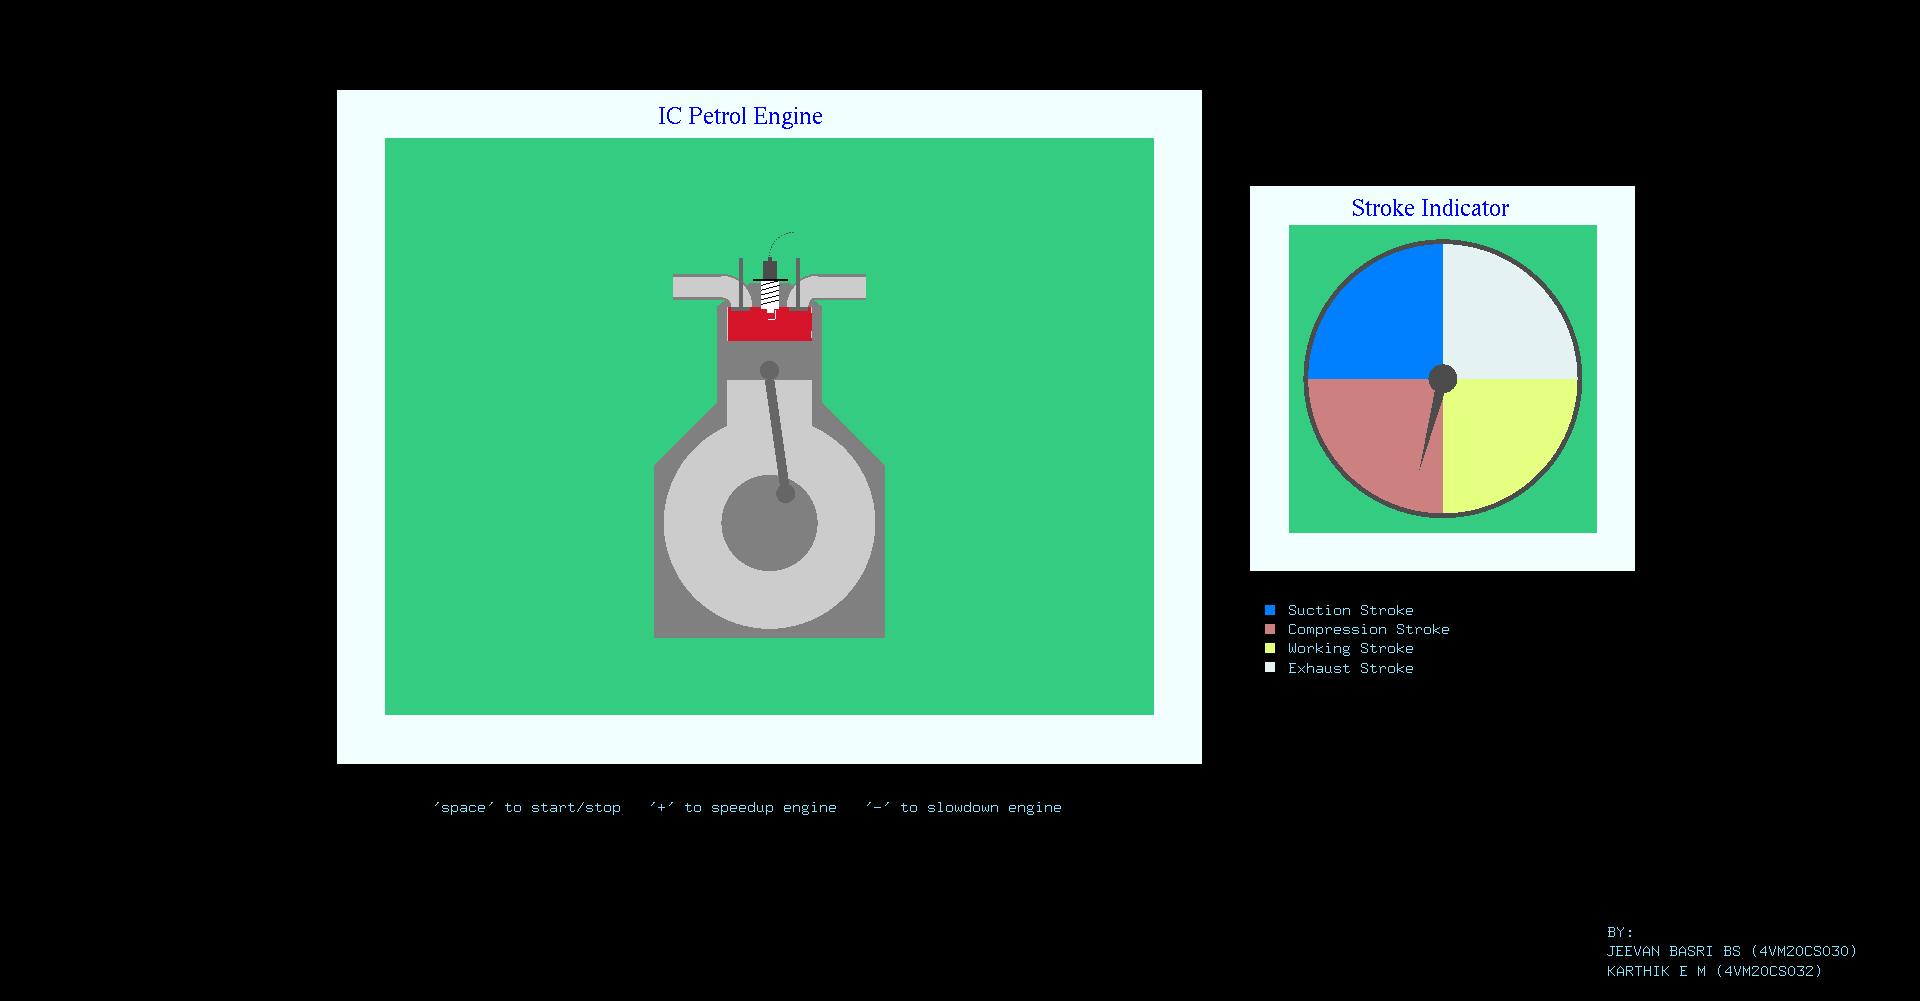 IC Petrol Engine
Stroke Indicator
Suction Stroke
Compression Stroke
Working Stroke
Exhaust Stroke
'space' to start/stop   '+' to speedup engine   '-' to slowdown engine
BY:
JEEVAN BASRI BS (4VM20CS030)
KARTHIK E M (4VM20CS032)